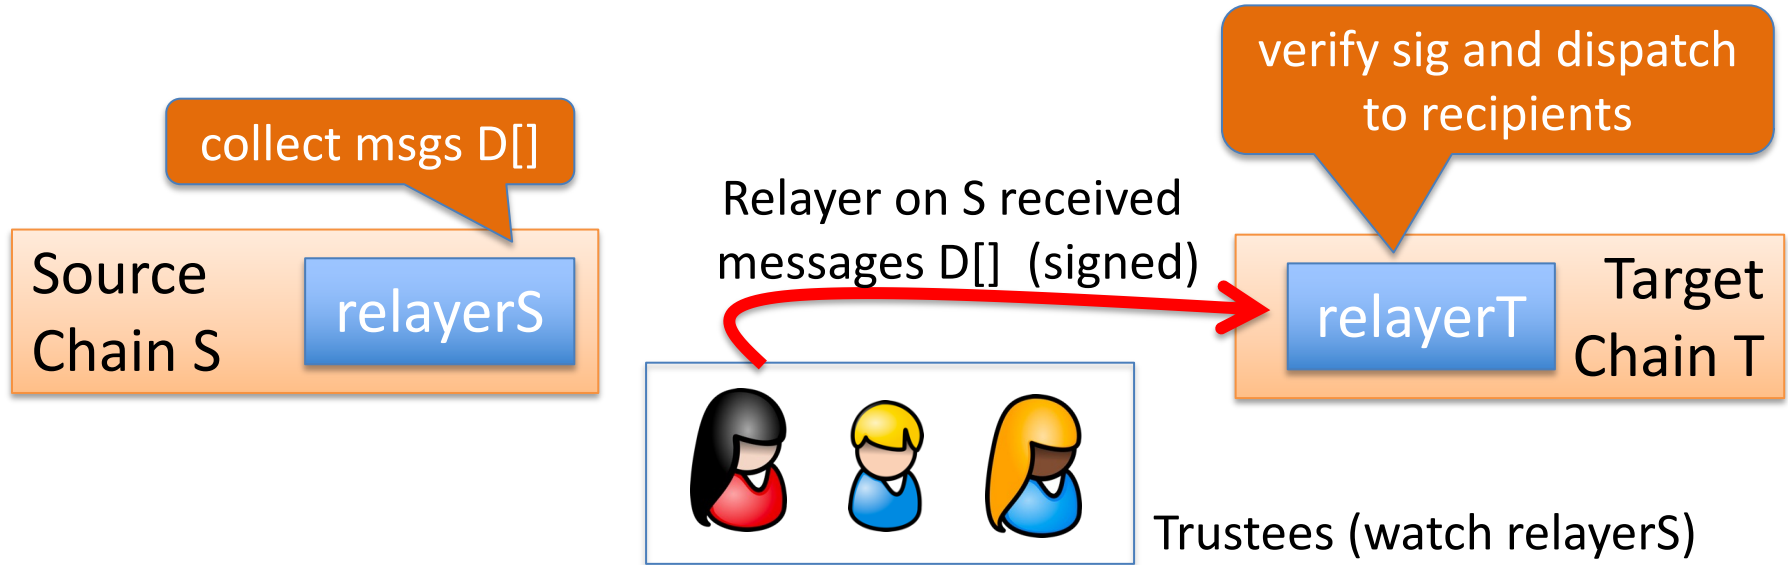 verify sig and dispatch
to recipients
collect msgs D[]
Relayer on S received
messages D[]  (signed)
Source
Chain S
relayerS
relayerT
Target
Chain T
Trustees (watch relayerS)